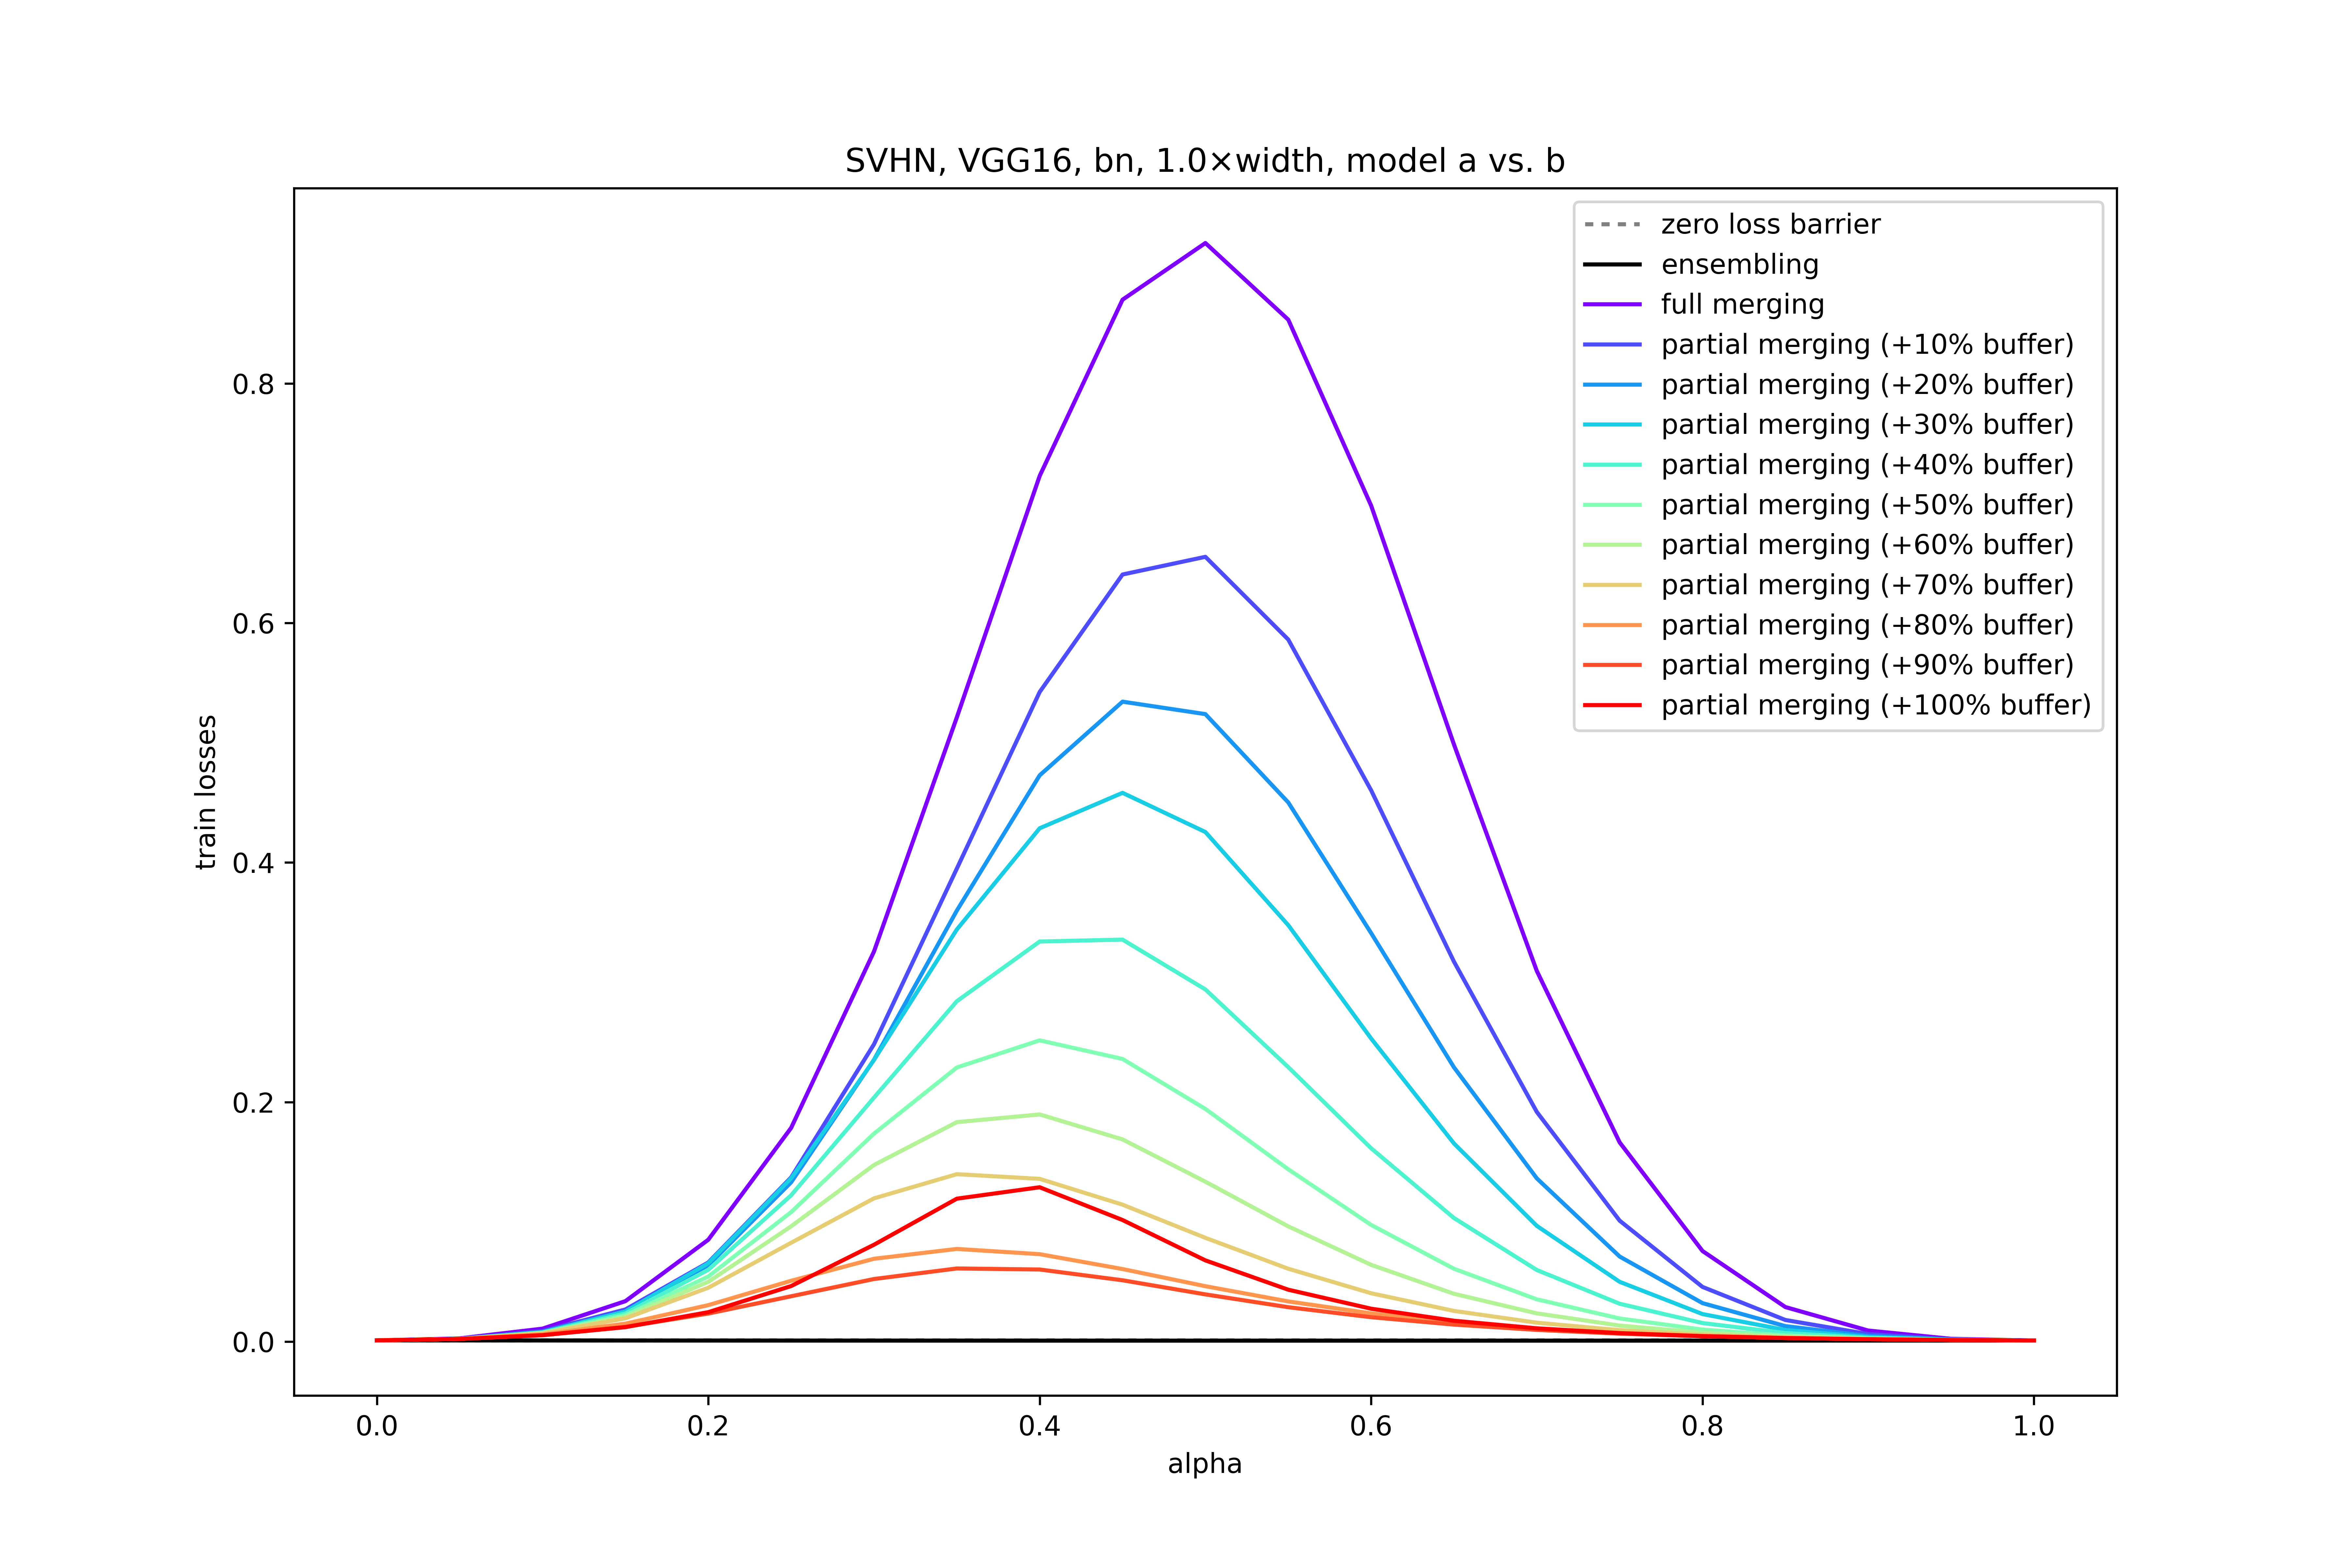 SVHN, VGG16, bn, 1.0×width, model a vs. b
zero loss barrier
ensembling
full merging
partial merging (+10% buffer)
partial merging (+20% buffer)
partial merging (+30% buffer)
partial merging (+40% buffer)
partial merging (+50% buffer)
partial merging (+60% buffer)
partial merging (+70% buffer)
partial merging (+80% buffer)
partial merging (+90% buffer)
partial merging (+100% buffer)
train losses
0.8
0.6
0.4
0.2
0.0
0.0 0.2 0.4 0.6 0.8 1.0
alpha